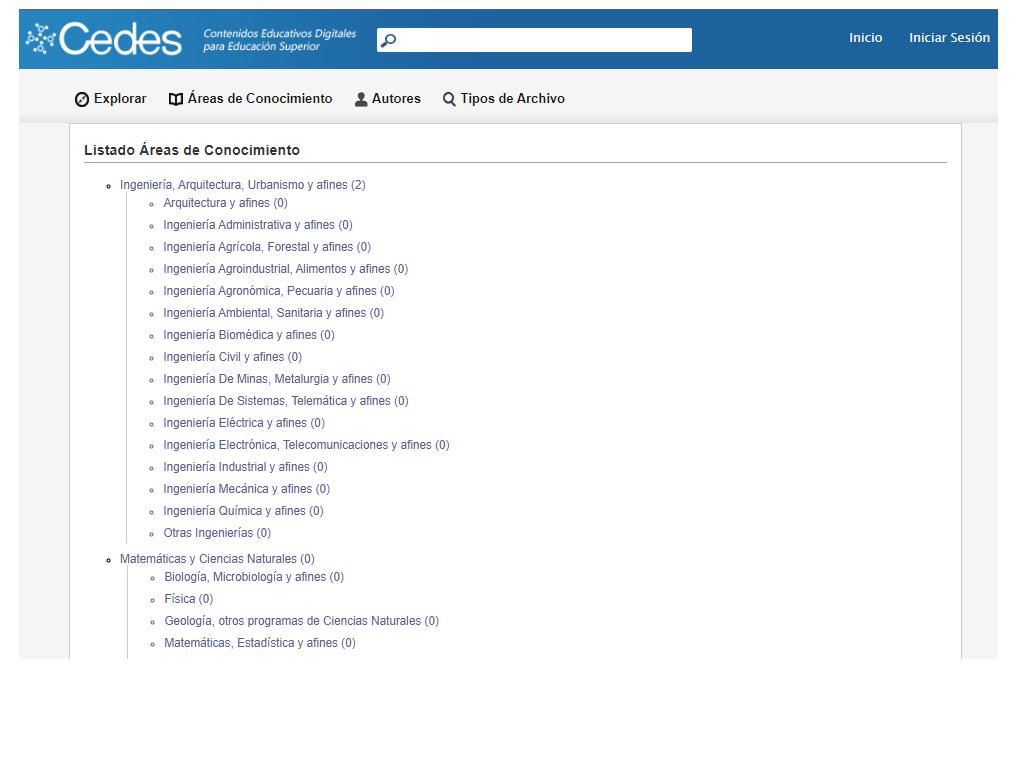 Cedes
Contenidos Educativos Digitales
para Educación Superior
Inicio
Iniciar Sesión
Explorar
Áreas de Conocimiento
Autores
Tipos de Archivo
Listado Áreas de Conocimiento
Ingeniería, Arquitectura, Urbanismo y afines (2)
Arquitectura y afines (0)
Ingeniería Administrativa y afines (0)
Ingeniería Agrícola, Forestal y afines (0)
Ingeniería Agroindustrial, Alimentos y afines (0)
Ingeniería Agronómica, Pecuaria y afines (0)
Ingeniería Ambiental, Sanitaria y afines (0)
Ingeniería Biomédica y afines (0)
Ingeniería Civil y afines (0)
Ingeniería De Minas, Metalurgia y afines (0)
Ingeniería De Sistemas, Telemática y afines (0)
Ingeniería Eléctrica y afines (0)
Ingeniería Electrónica, Telecomunicaciones y afines (0)
Ingeniería Industrial y afines (0)
Ingeniería Mecánica y afines (0)
Ingeniería Química y afines (0)
Otras Ingenierías (0)
Matemáticas y Ciencias Naturales (0)
Biología, Microbiología y afines (0)
Física (0)
Geología, otros programas de Ciencias Naturales (0)
Matemáticas, Estadística y afines (0)